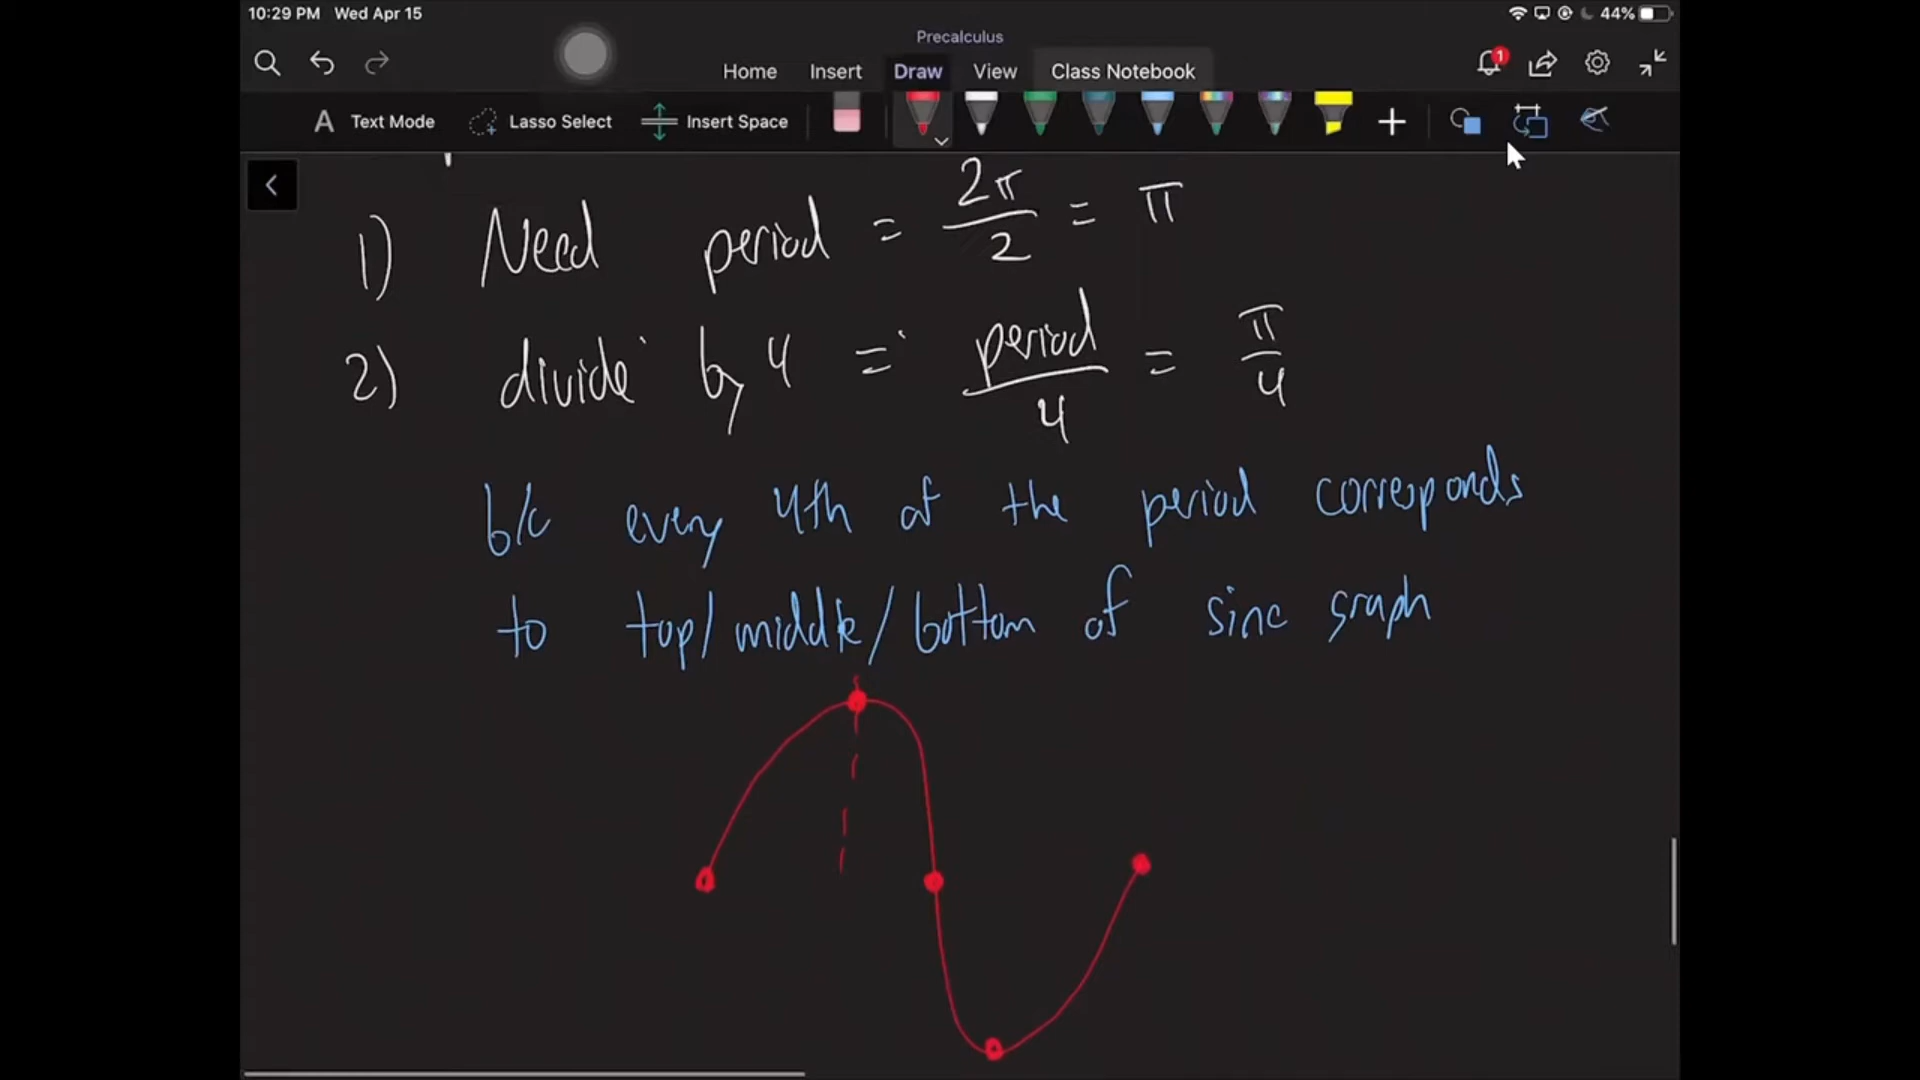 10:29 PM Wed Apr 15
44%
Precalculus
1
Home Insert Draw View Class Notebook
A Text Mode Lasso Select Insert Space
1) Need period = 2π/2 = π
2) divide by 4 = period/4 = π/4
b/c every 4th of the period corresponds
to top/middle/bottom of sine graph